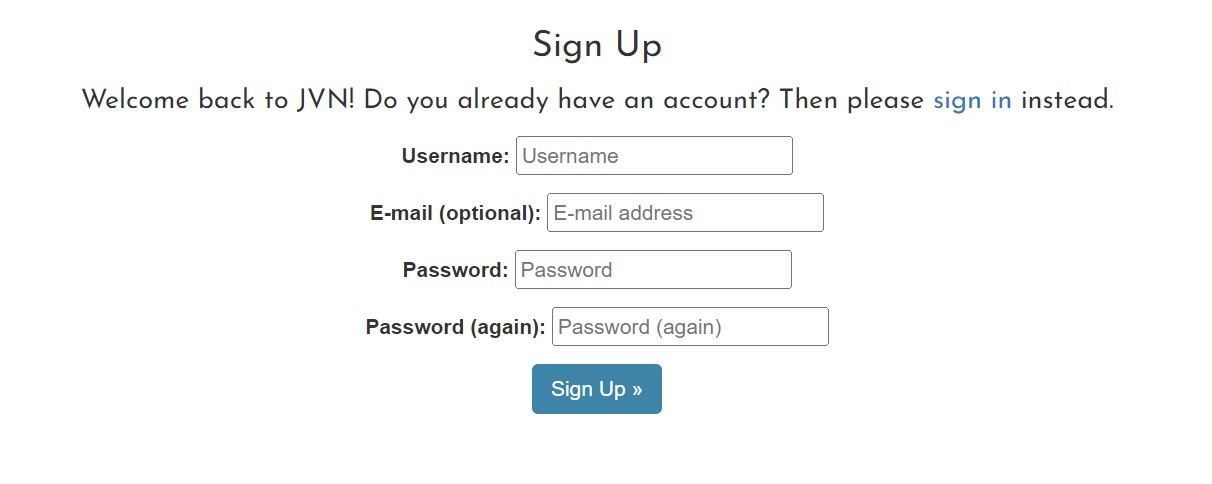 Sign Up
Welcome back to JVN! Do you already have an account? Then please sign in instead.
Username: Username
E-mail (optional): E-mail address
Password: Password
Password (again): Password (again)
Sign Up »